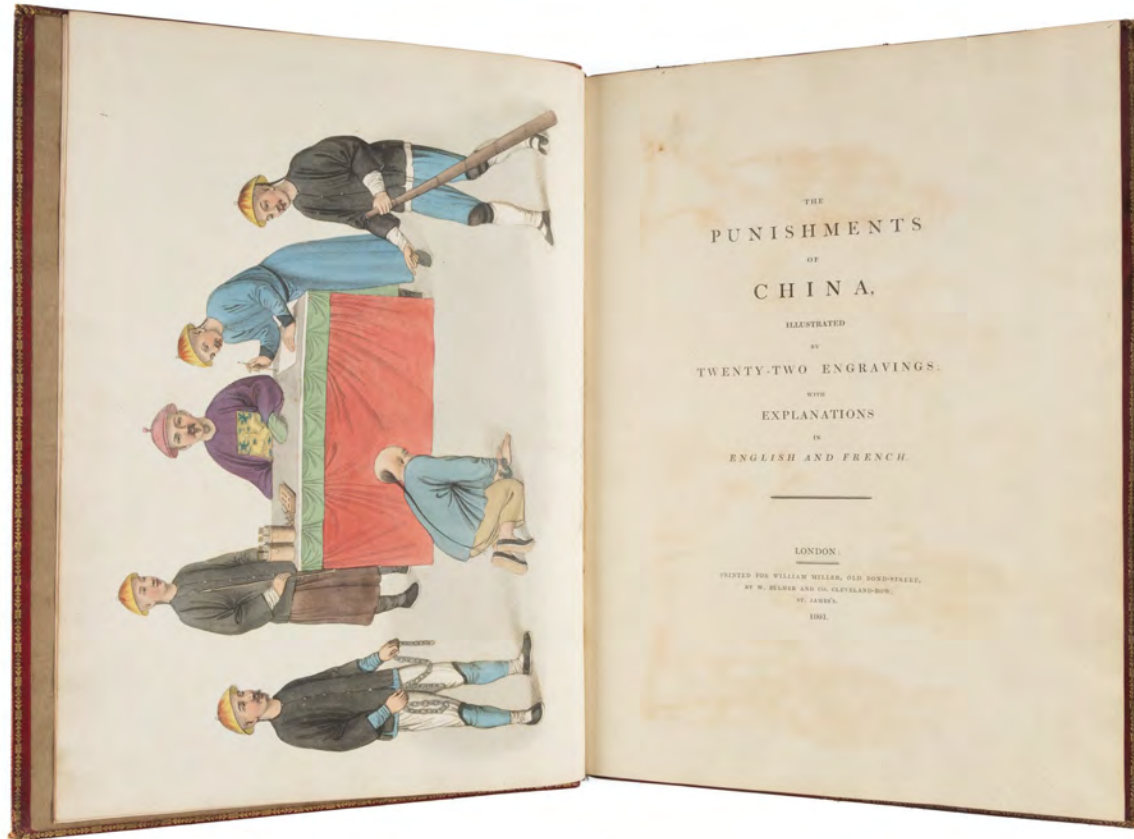 THE
PUNISHMENTS
OF
CHINA,
ILLUSTRATED
BY
TWENTY-TWO ENGRAVINGS:
WITH
EXPLANATIONS
IN
ENGLISH AND FRENCH.
LONDON:
PRINTED FOR WILLIAM MILLER, OLD BOND-STREET,
BY W. BULMER AND CO. CLEVELAND-ROW,
ST. JAMES'S.
1801.